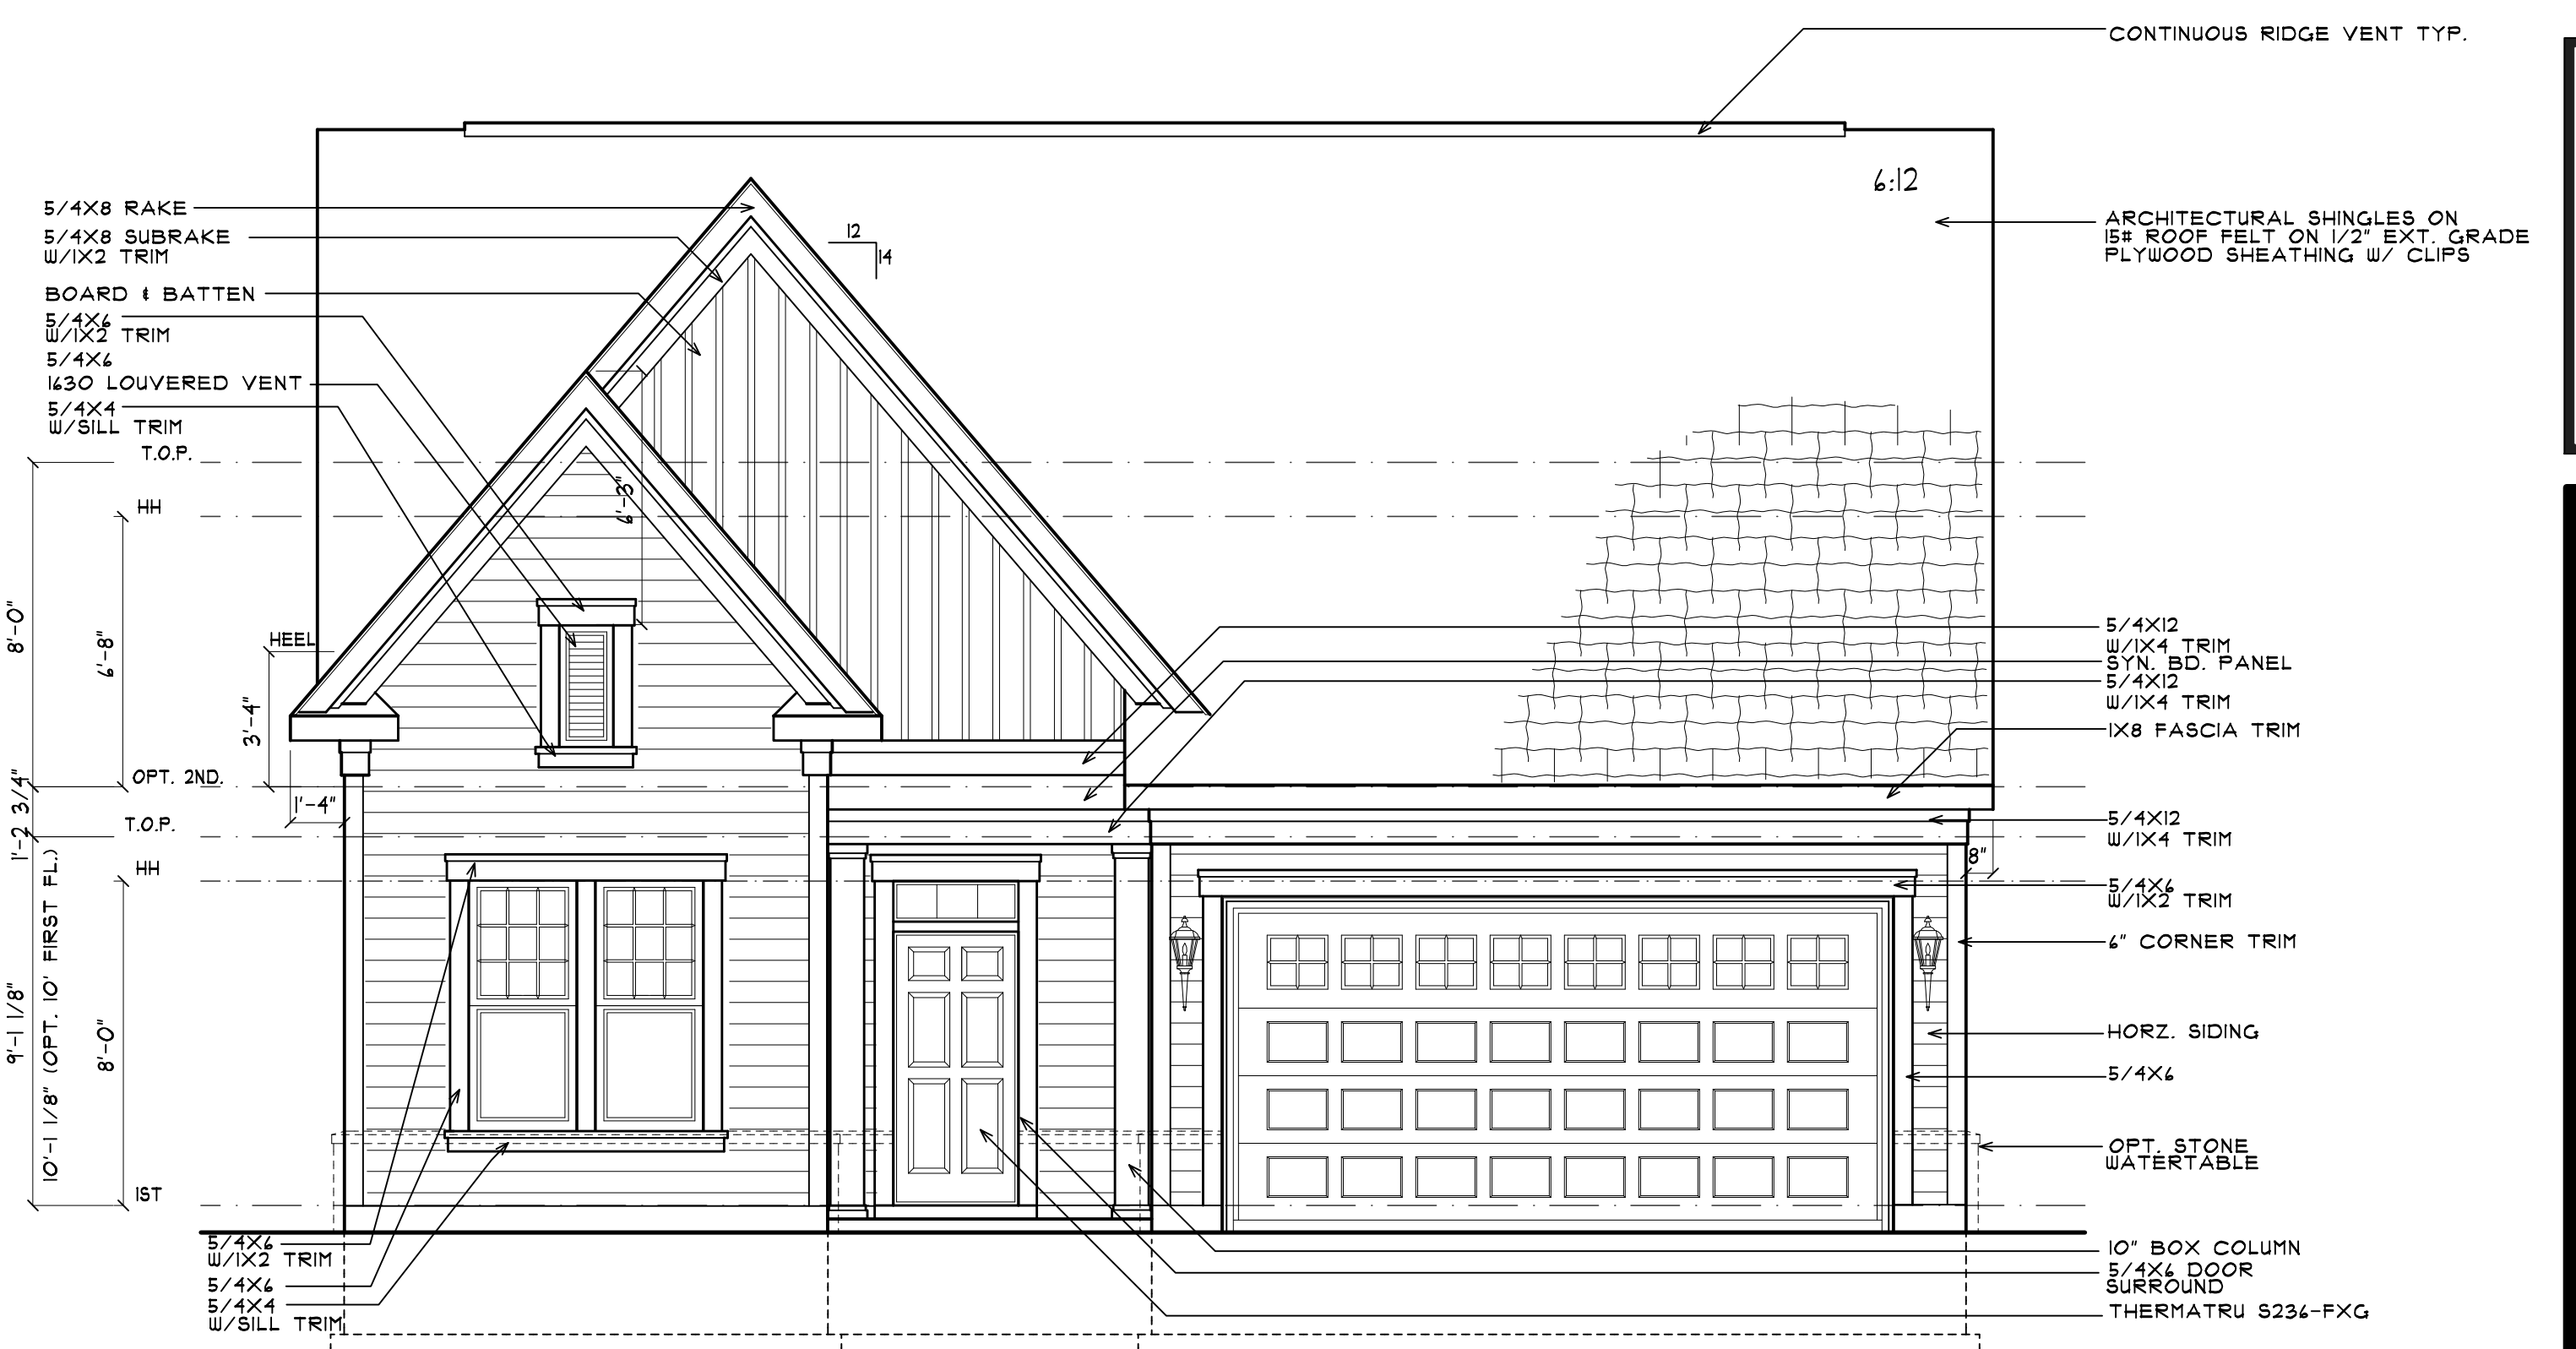 CONTINUOUS RIDGE VENT TYP.
6:12
5/4X8 RAKE
5/4X8 SUBRAKE
W/1X2 TRIM
12
14
ARCHITECTURAL SHINGLES ON
15# ROOF FELT ON 1/2" EXT. GRADE
PLYWOOD SHEATHING W/ CLIPS
BOARD & BATTEN
5/4X6
W/1X2 TRIM
5/4X6
1630 LOUVERED VENT
5/4X4
W/SILL TRIM
T.O.P.
HH
6'-3"
8'-0"
6'-8"
HEEL
3'-4"
5/4X12
W/1X4 TRIM
SYN. BD. PANEL
5/4X12
W/1X4 TRIM
1X8 FASCIA TRIM
OPT. 2ND.
1'-4"
1'-2 3/4"
T.O.P.
HH
5/4X12
W/1X4 TRIM
8"
5/4X6
W/1X2 TRIM
6" CORNER TRIM
9'-1 1/8"
10'-1 1/8" (OPT. 10' FIRST FL.)
8'-0"
HORZ. SIDING
5/4X6
OPT. STONE
WATERTABLE
1ST
5/4X6
W/1X2 TRIM
5/4X6
5/4X4
W/SILL TRIM
10" BOX COLUMN
5/4X6 DOOR
SURROUND
THERMATRU S236-FXG